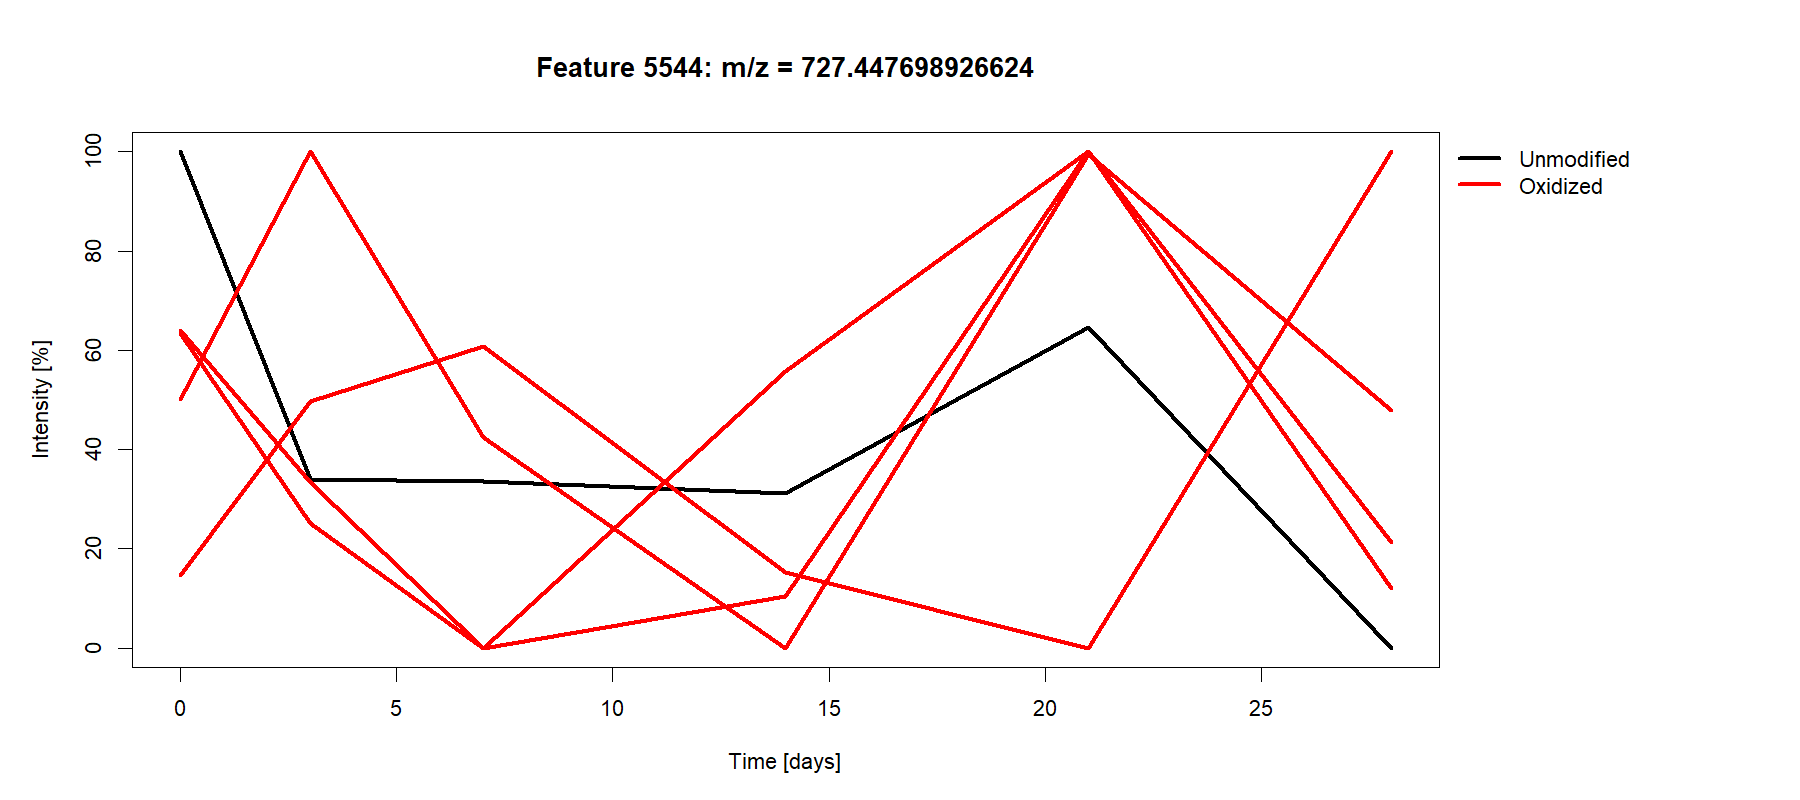 Feature 5544: m/z = 727.447698926624
Unmodified
Oxidized
Intensity [%]
100
80
60
40
20
0
0 5 10 15 20 25
Time [days]